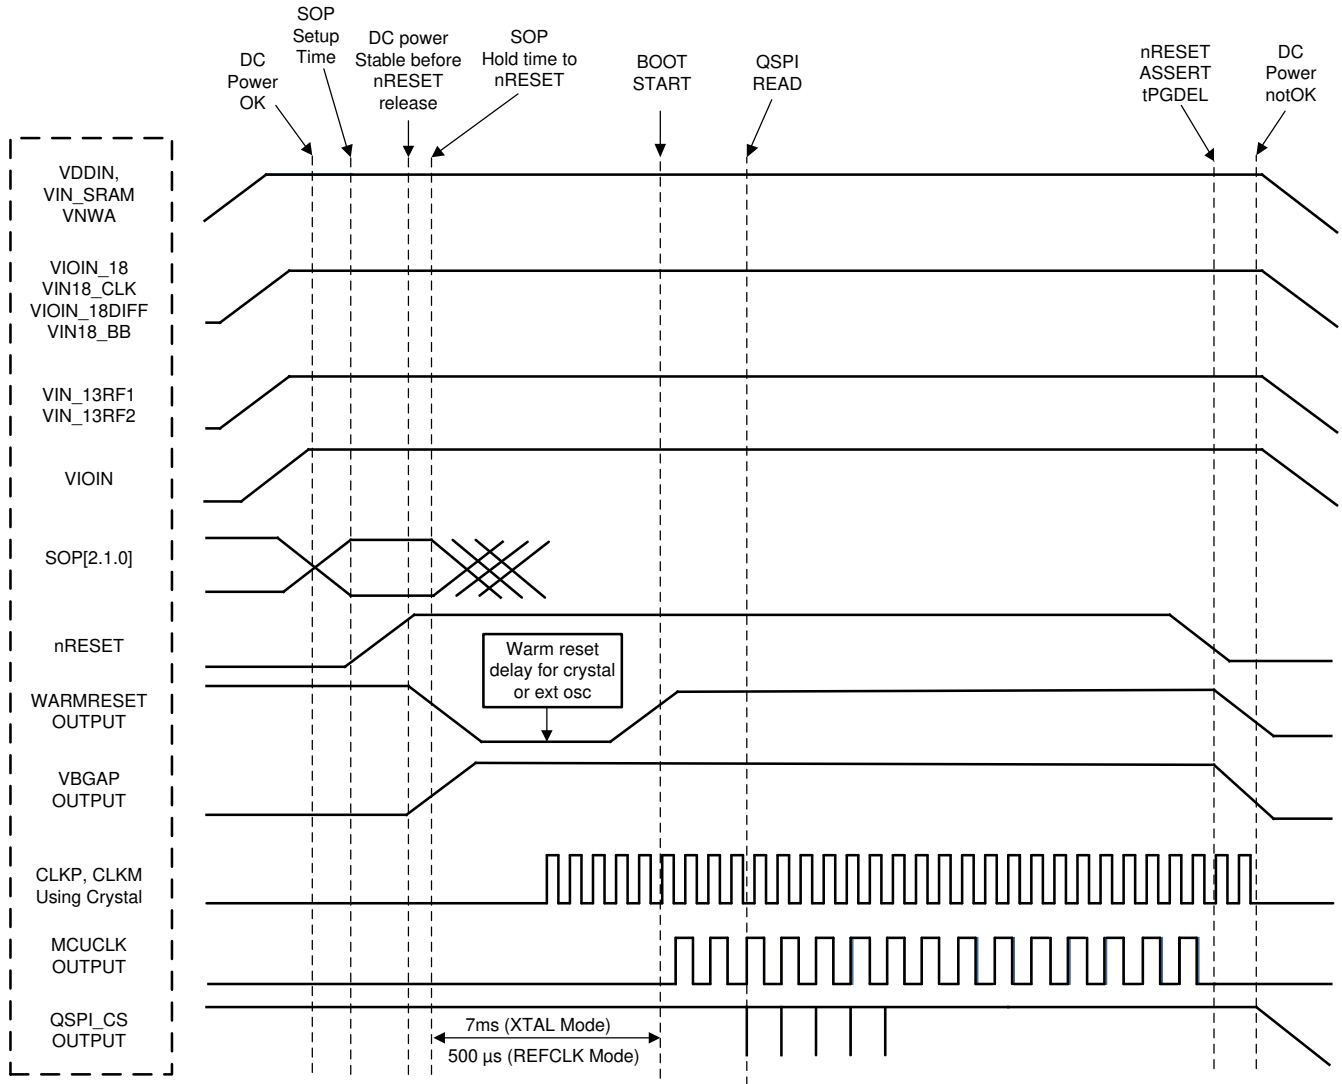 SOP
Setup
Time
DC
Power
OK
DC power
Stable before
nRESET
release
SOP
Hold time to
nRESET
BOOT
START
QSPI
READ
nRESET
ASSERT
tPGDEL
DC
Power
notOK
VDDIN,
VIN_SRAM
VNWA
VIOIN_18
VIN18_CLK
VIOIN_18DIFF
VIN18_BB
VIN_13RF1
VIN_13RF2
VIOIN
SOP[2.1.0]
nRESET
Warm reset
delay for crystal
or ext osc
WARMRESET
OUTPUT
VBGAP
OUTPUT
CLKP, CLKM
Using Crystal
MCUCLK
OUTPUT
QSPI_CS
OUTPUT
7ms (XTAL Mode)
500 µs (REFCLK Mode)